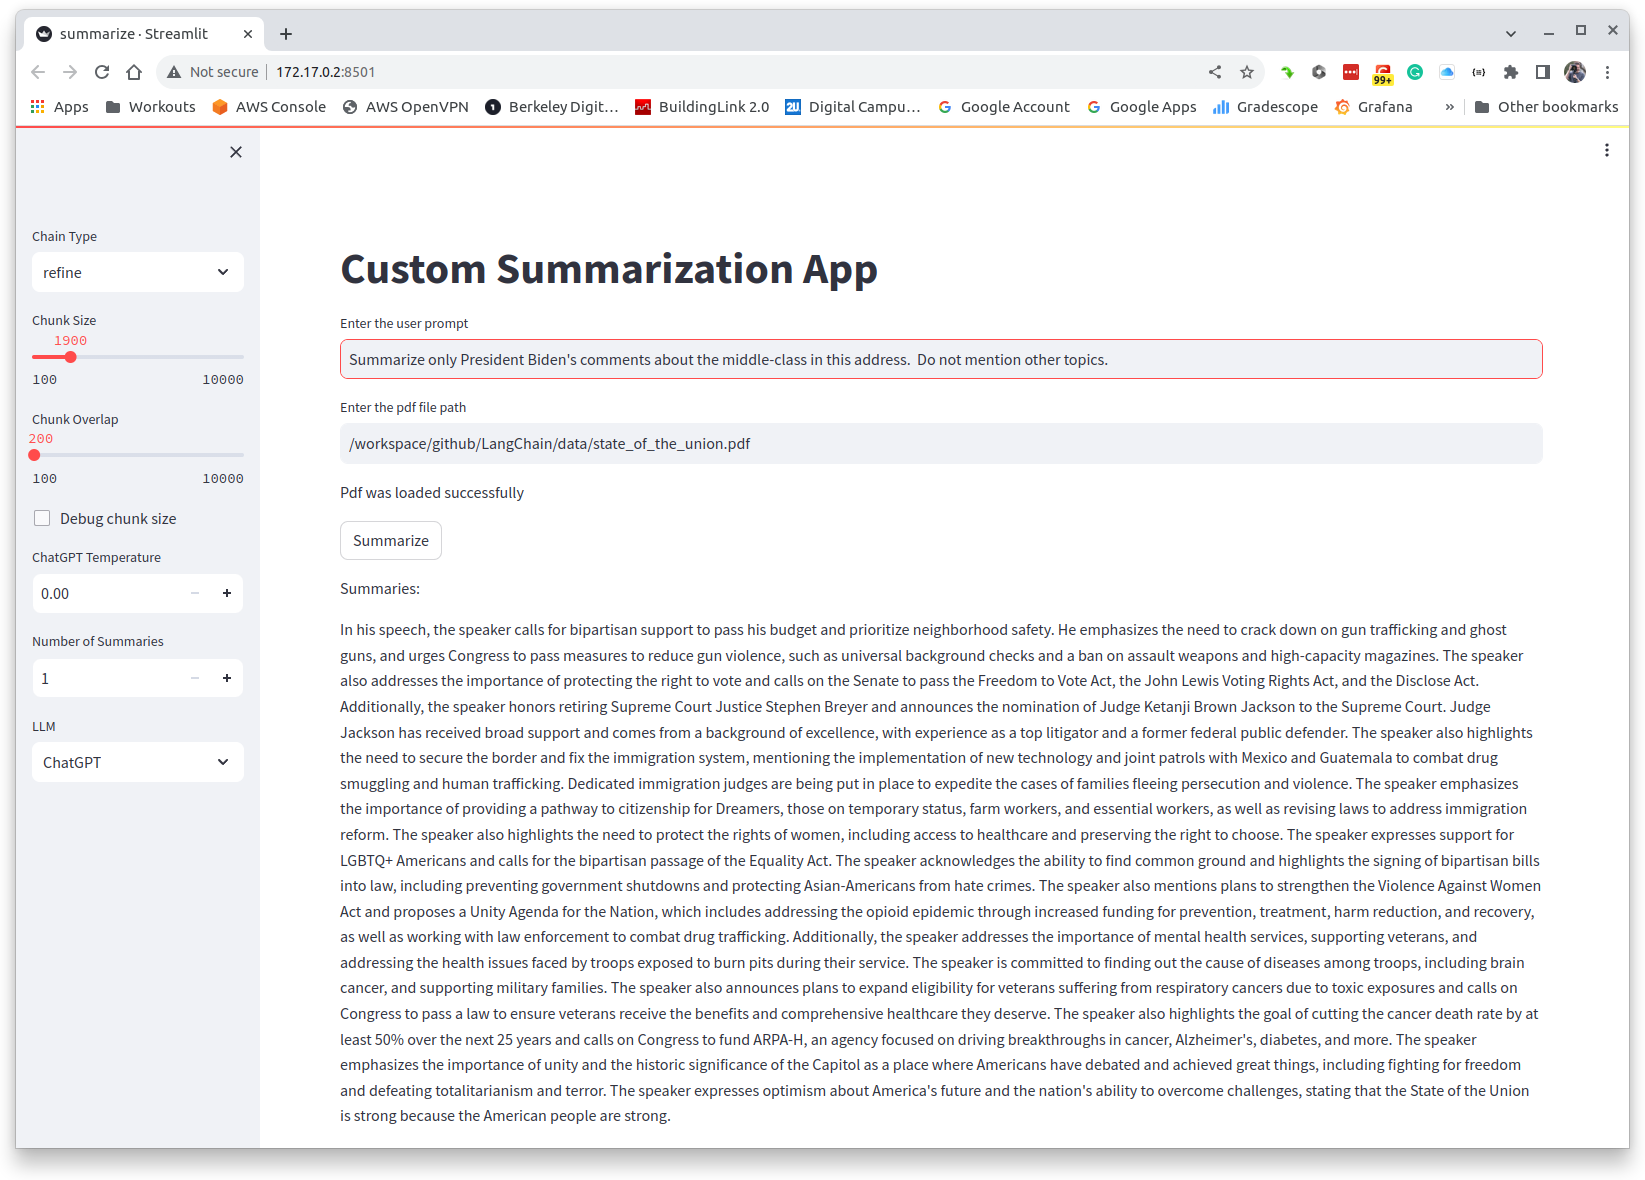 summarize · Streamlit
Not secure 172.17.0.2:8501
99+
Apps Workouts AWS Console AWS OpenVPN Berkeley Digit... BuildingLink 2.0 Digital Campu... Google Account Google Apps Gradescope Grafana » Other bookmarks
Chain Type
refine
Chunk Size
1900
100 10000
Chunk Overlap
200
100 10000
Debug chunk size
ChatGPT Temperature
0.00
Number of Summaries
1
LLM
ChatGPT
Custom Summarization App
Enter the user prompt
Summarize only President Biden's comments about the middle-class in this address.  Do not mention other topics.
Enter the pdf file path
/workspace/github/LangChain/data/state_of_the_union.pdf
Pdf was loaded successfully
Summarize
Summaries:
In his speech, the speaker calls for bipartisan support to pass his budget and prioritize neighborhood safety. He emphasizes the need to crack down on gun trafficking and ghost
guns, and urges Congress to pass measures to reduce gun violence, such as universal background checks and a ban on assault weapons and high-capacity magazines. The speaker
also addresses the importance of protecting the right to vote and calls on the Senate to pass the Freedom to Vote Act, the John Lewis Voting Rights Act, and the Disclose Act.
Additionally, the speaker honors retiring Supreme Court Justice Stephen Breyer and announces the nomination of Judge Ketanji Brown Jackson to the Supreme Court. Judge
Jackson has received broad support and comes from a background of excellence, with experience as a top litigator and a former federal public defender. The speaker also highlights
the need to secure the border and fix the immigration system, mentioning the implementation of new technology and joint patrols with Mexico and Guatemala to combat drug
smuggling and human trafficking. Dedicated immigration judges are being put in place to expedite the cases of families fleeing persecution and violence. The speaker emphasizes
the importance of providing a pathway to citizenship for Dreamers, those on temporary status, farm workers, and essential workers, as well as revising laws to address immigration
reform. The speaker also highlights the need to protect the rights of women, including access to healthcare and preserving the right to choose. The speaker expresses support for
LGBTQ+ Americans and calls for the bipartisan passage of the Equality Act. The speaker acknowledges the ability to find common ground and highlights the signing of bipartisan bills
into law, including preventing government shutdowns and protecting Asian-Americans from hate crimes. The speaker also mentions plans to strengthen the Violence Against Women
Act and proposes a Unity Agenda for the Nation, which includes addressing the opioid epidemic through increased funding for prevention, treatment, harm reduction, and recovery,
as well as working with law enforcement to combat drug trafficking. Additionally, the speaker addresses the importance of mental health services, supporting veterans, and
addressing the health issues faced by troops exposed to burn pits during their service. The speaker is committed to finding out the cause of diseases among troops, including brain
cancer, and supporting military families. The speaker also announces plans to expand eligibility for veterans suffering from respiratory cancers due to toxic exposures and calls on
Congress to pass a law to ensure veterans receive the benefits and comprehensive healthcare they deserve. The speaker also highlights the goal of cutting the cancer death rate by at
least 50% over the next 25 years and calls on Congress to fund ARPA-H, an agency focused on driving breakthroughs in cancer, Alzheimer's, diabetes, and more. The speaker
emphasizes the importance of unity and the historic significance of the Capitol as a place where Americans have debated and achieved great things, including fighting for freedom
and defeating totalitarianism and terror. The speaker expresses optimism about America's future and the nation's ability to overcome challenges, stating that the State of the Union
is strong because the American people are strong.